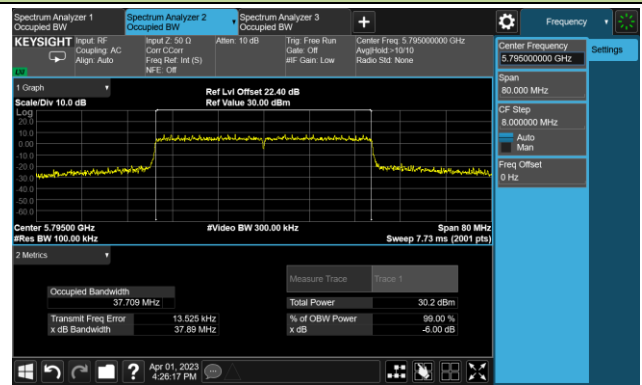 Spectrum Analyzer 1
Occupied BW
Spectrum Analyzer 2
Occupied BW
Spectrum Analyzer 3
Occupied BW
Frequency
KEYSIGHT
Input: RF
Coupling: AC
Align: Auto
Input Z: 50 Ω
Corr CCorr
Freq Ref: Int (S)
NFE: Off
Atten: 10 dB
Trig: Free Run
Gate: Off
#IF Gain: Low
Center Freq: 5.795000000 GHz
Avg|Hold:>10/10
Radio Std: None
Center Frequency
5.795000000 GHz
Settings
Span
80.000 MHz
CF Step
8.000000 MHz
Auto
Man
Freq Offset
0 Hz
1 Graph
Scale/Div 10.0 dB
Ref Lvl Offset 22.40 dB
Ref Value 30.00 dBm
Log
20.0
10.0
0.00
-10.0
-20.0
-30.0
-40.0
-50.0
-60.0
Center 5.79500 GHz
#Video BW 300.00 kHz
Span 80 MHz
#Res BW 100.00 kHz
Sweep 7.73 ms (2001 pts)
2 Metrics
Measure Trace
Trace 1
Occupied Bandwidth
37.709 MHz
Total Power
30.2 dBm
Transmit Freq Error
13.525 kHz
% of OBW Power
99.00 %
x dB Bandwidth
37.89 MHz
x dB
-6.00 dB
Apr 01, 2023
4:26:17 PM